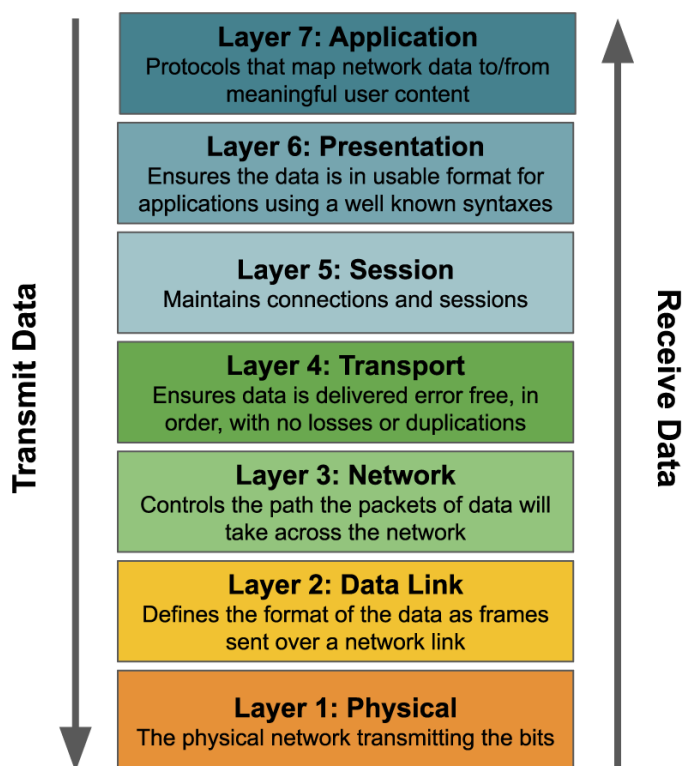 Layer 7: Application
Protocols that map network data to/from
meaningful user content
Layer 6: Presentation
Ensures the data is in usable format for
applications using a well known syntaxes
Layer 5: Session
Maintains connections and sessions
Layer 4: Transport
Ensures data is delivered error free, in
order, with no losses or duplications
Layer 3: Network
Controls the path the packets of data will
take across the network
Layer 2: Data Link
Defines the format of the data as frames
sent over a network link
Layer 1: Physical
The physical network transmitting the bits
Transmit Data
Receive Data